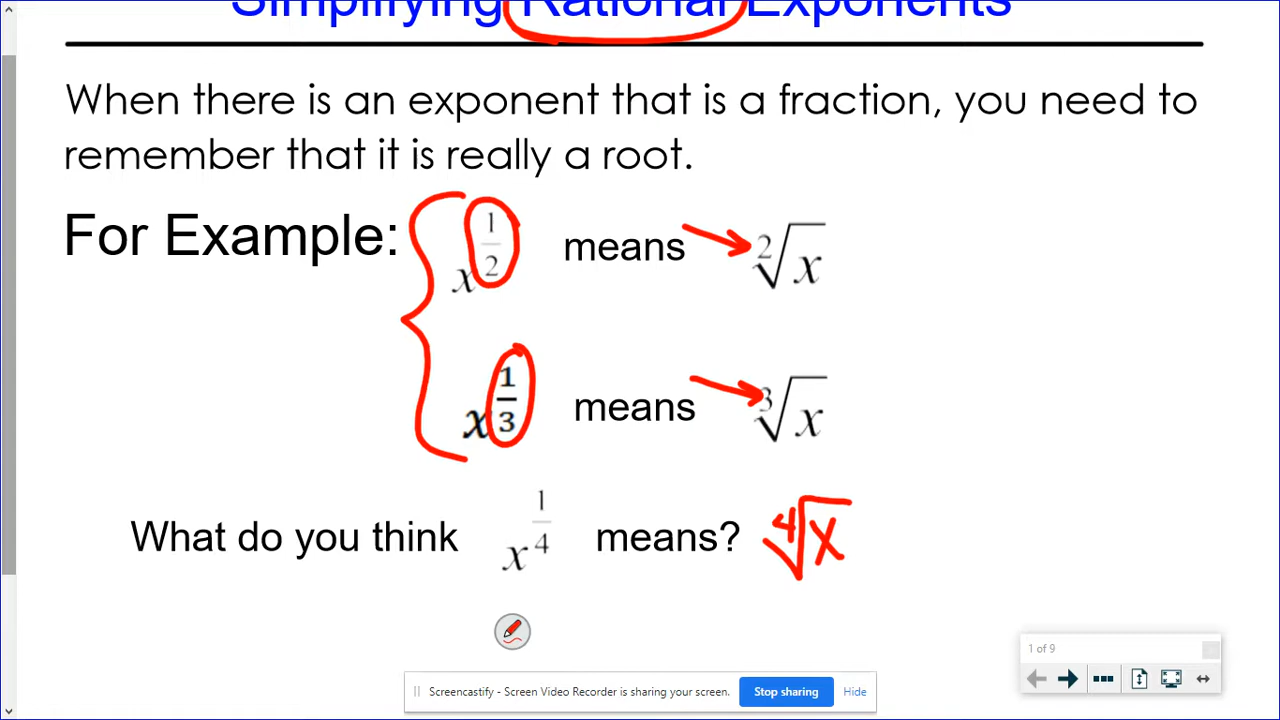 Simplifying Rational Exponents
When there is an exponent that is a fraction, you need to
remember that it is really a root.
For Example: x^(1/2) means ²√x
x^(1/3) means ³√x
What do you think x^(1/4) means? ⁴√x
1 of 9
Screencastify - Screen Video Recorder is sharing your screen. Stop sharing Hide